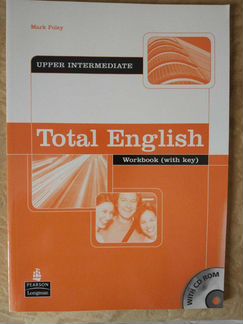 Mark Foley
UPPER INTERMEDIATE
Total English
Workbook (with key)
PEARSON
Longman
WITH CD-ROM